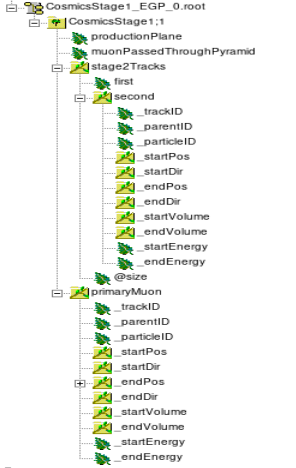 CosmicsStage1_EGP_0.root
CosmicsStage1;1
productionPlane
muonPassedThroughPyramid
stage2Tracks
first
second
_trackID
_parentID
_particleID
_startPos
_startDir
_endPos
_endDir
_startVolume
_endVolume
_startEnergy
_endEnergy
@size
primaryMuon
_trackID
_parentID
_particleID
_startPos
_startDir
_endPos
_endDir
_startVolume
_endVolume
_startEnergy
_endEnergy